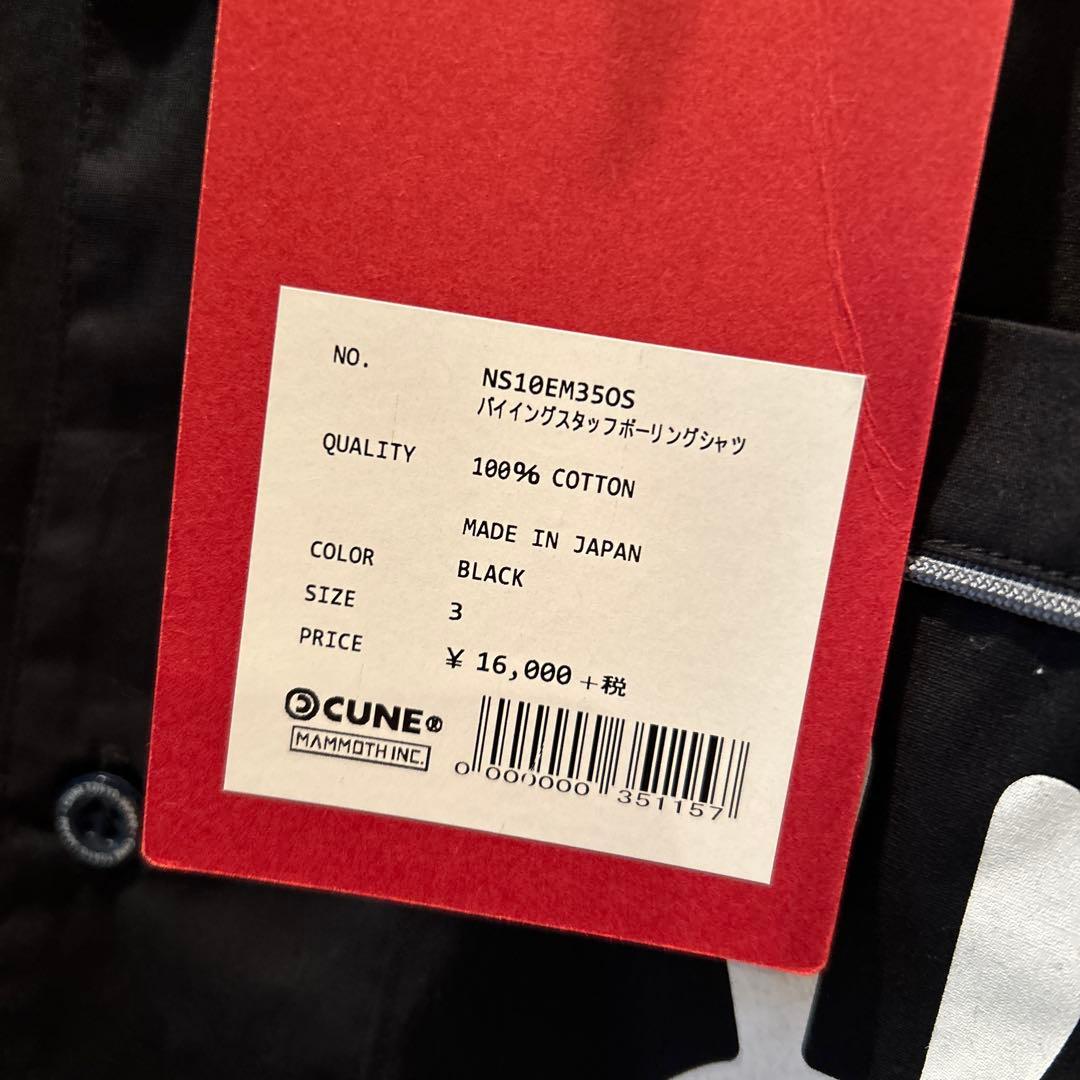 NO.
NS10EM35OS
バイイングスタッフボーリングシャツ
QUALITY
100% COTTON
MADE IN JAPAN
COLOR
BLACK
SIZE
3
PRICE
¥ 16,000 +税
CUNE®
MAMMOTH INC.
0 000000 351157